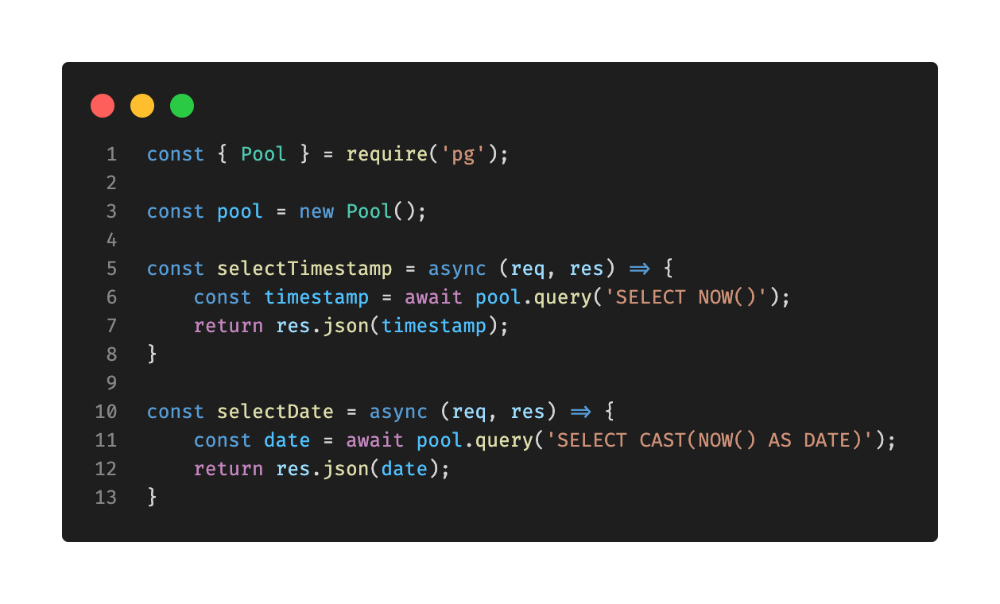 1 const { Pool } = require('pg');
2
3 const pool = new Pool();
4
5 const selectTimestamp = async (req, res) => {
6     const timestamp = await pool.query('SELECT NOW()');
7     return res.json(timestamp);
8 }
9
10 const selectDate = async (req, res) => {
11     const date = await pool.query('SELECT CAST(NOW() AS DATE)');
12     return res.json(date);
13 }